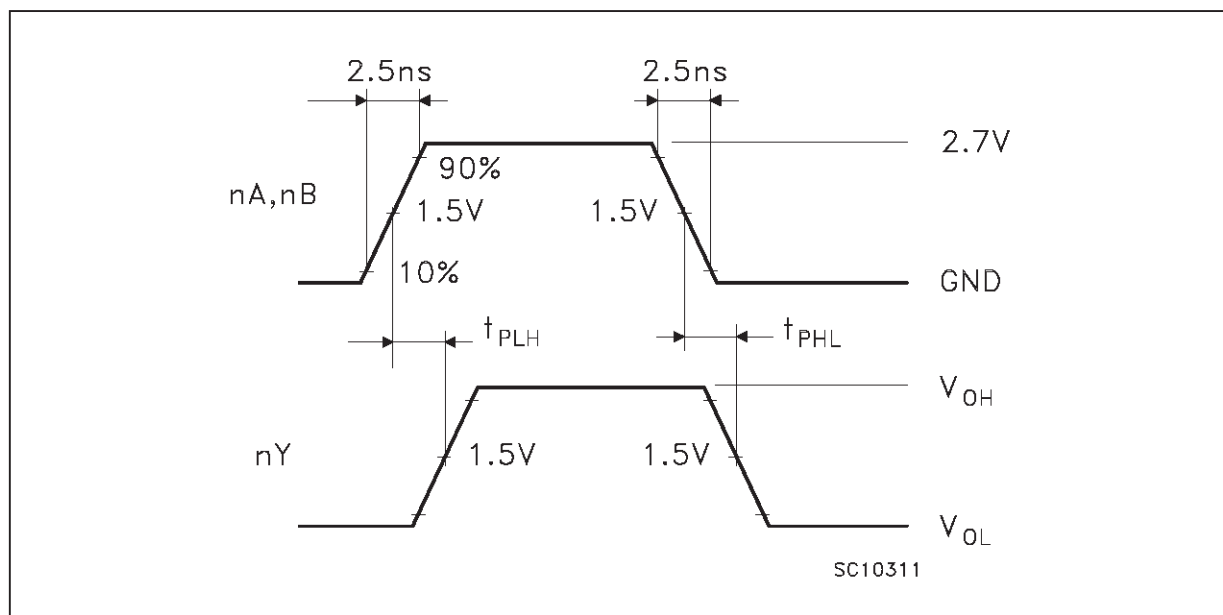 2.5ns 2.5ns
2.7V
90%
nA,nB 1.5V 1.5V
10% GND
tPLH tPHL
VOH
nY 1.5V 1.5V
VOL
SC10311